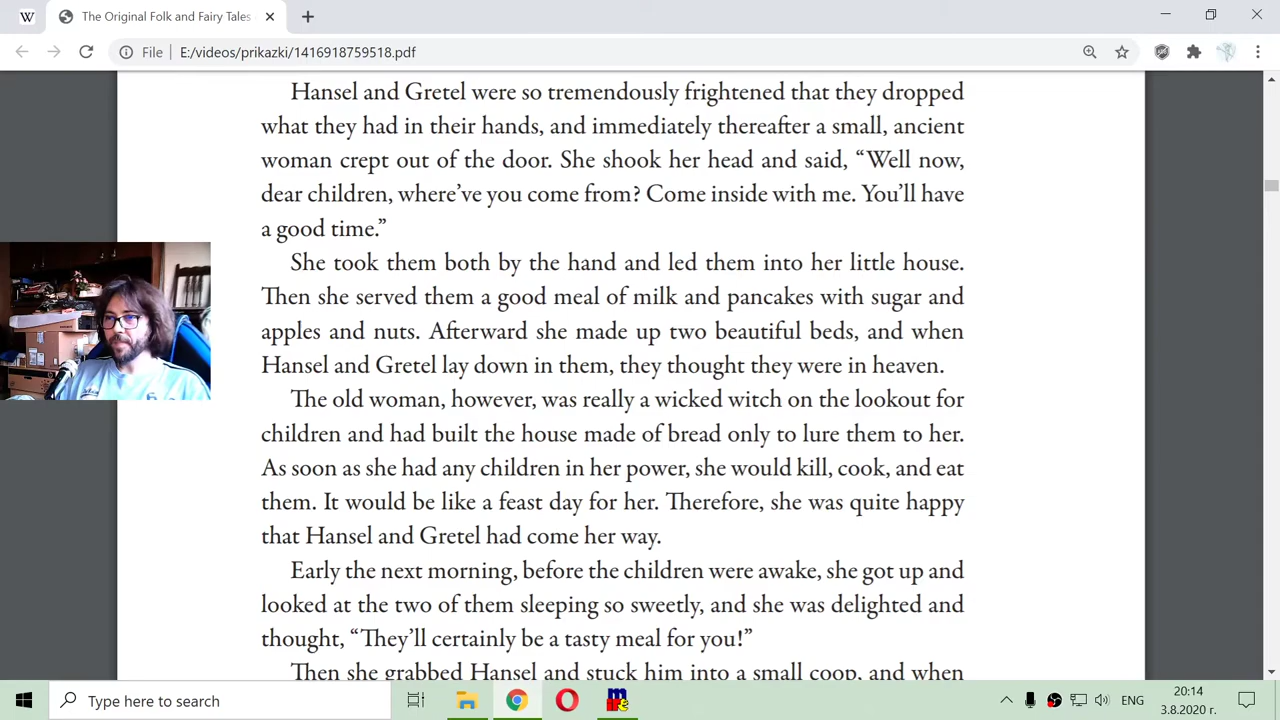 W
The Original Folk and Fairy Tales
File
E:/videos/prikazki/1416918759518.pdf
Hansel and Gretel were so tremendously frightened that they dropped
what they had in their hands, and immediately thereafter a small, ancient
woman crept out of the door. She shook her head and said, “Well now,
dear children, where’ve you come from? Come inside with me. You’ll have
a good time.”
She took them both by the hand and led them into her little house.
Then she served them a good meal of milk and pancakes with sugar and
apples and nuts. Afterward she made up two beautiful beds, and when
Hansel and Gretel lay down in them, they thought they were in heaven.
The old woman, however, was really a wicked witch on the lookout for
children and had built the house made of bread only to lure them to her.
As soon as she had any children in her power, she would kill, cook, and eat
them. It would be like a feast day for her. Therefore, she was quite happy
that Hansel and Gretel had come her way.
Early the next morning, before the children were awake, she got up and
looked at the two of them sleeping so sweetly, and she was delighted and
thought, “They’ll certainly be a tasty meal for you!”
Then she grabbed Hansel and stuck him into a small coop, and when
Type here to search
ЕНГ
20:14
3.8.2020 г.